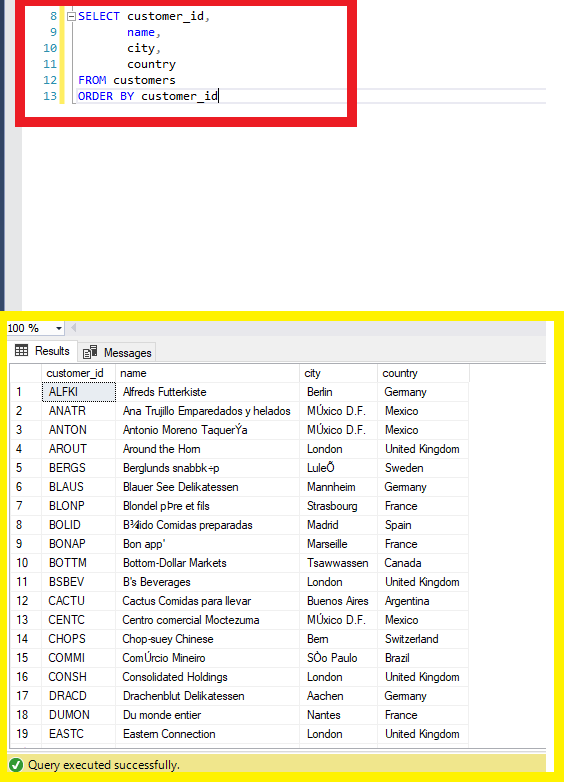 8 SELECT customer_id,
9 name,
10 city,
11 country
12 FROM customers
13 ORDER BY customer_id
100 %
Results Messages
customer_id name city country
1 ALFKI Alfreds Futterkiste Berlin Germany
2 ANATR Ana Trujillo Emparedados y helados MÚxico D.F. Mexico
3 ANTON Antonio Moreno TaquerÝa MÚxico D.F. Mexico
4 AROUT Around the Horn London United Kingdom
5 BERGS Berglunds snabbk÷p LuleÕ Sweden
6 BLAUS Blauer See Delikatessen Mannheim Germany
7 BLONP Blondel pÞre et fils Strasbourg France
8 BOLID B¾lido Comidas preparadas Madrid Spain
9 BONAP Bon app' Marseille France
10 BOTTM Bottom-Dollar Markets Tsawwassen Canada
11 BSBEV B's Beverages London United Kingdom
12 CACTU Cactus Comidas para llevar Buenos Aires Argentina
13 CENTC Centro comercial Moctezuma MÚxico D.F. Mexico
14 CHOPS Chop-suey Chinese Bern Switzerland
15 COMMI ComÚrcio Mineiro SÒo Paulo Brazil
16 CONSH Consolidated Holdings London United Kingdom
17 DRACD Drachenblut Delikatessen Aachen Germany
18 DUMON Du monde entier Nantes France
19 EASTC Eastern Connection London United Kingdom
Query executed successfully.